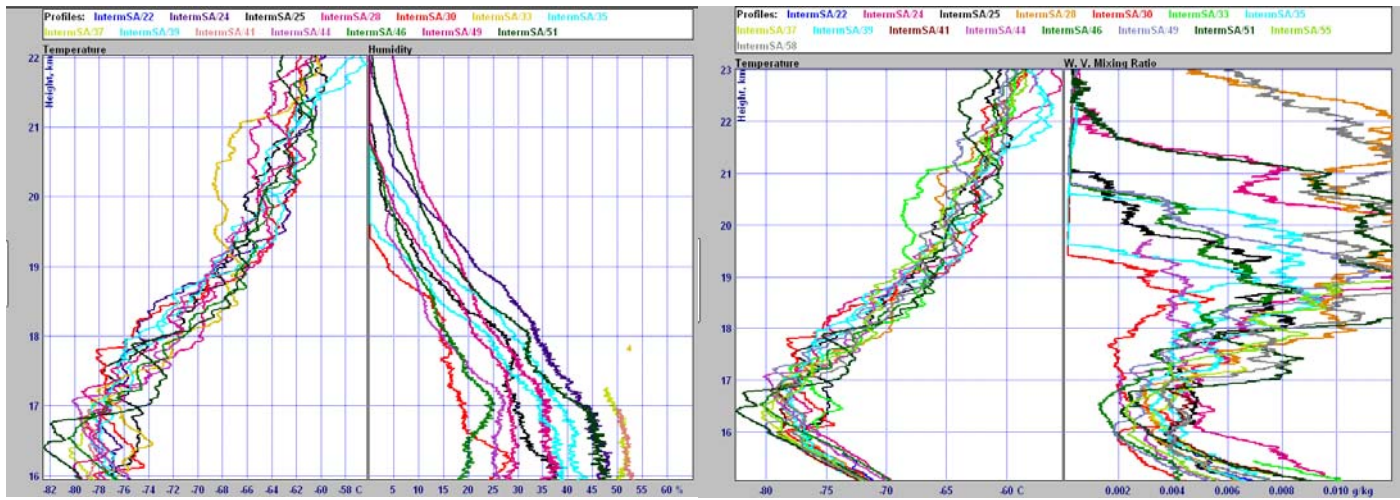 Profiles: IntermSA/22 IntermSA/24 IntermSA/25 IntermSA/28 IntermSA/30 IntermSA/33 IntermSA/35
IntermSA/37 IntermSA/39 IntermSA/41 IntermSA/44 IntermSA/46 IntermSA/49 IntermSA/51
Temperature Humidity
22
Height, km
21
20
19
18
17
16
-82 -80 -78 -76 -74 -72 -70 -68 -66 -64 -62 -60 -58 C 5 10 15 20 25 30 35 40 45 50 55 60 %
Profiles: IntermSA/22 IntermSA/24 IntermSA/25 IntermSA/28 IntermSA/30 IntermSA/33 IntermSA/35
IntermSA/37 IntermSA/39 IntermSA/41 IntermSA/44 IntermSA/46 IntermSA/49 IntermSA/51 IntermSA/55
IntermSA/58
Temperature W. V. Mixing Ratio
23
Height, km
22
21
20
19
18
17
16
-80 -75 -70 -65 -60 C 0.002 0.004 0.006 0.008 0.010 g/kg